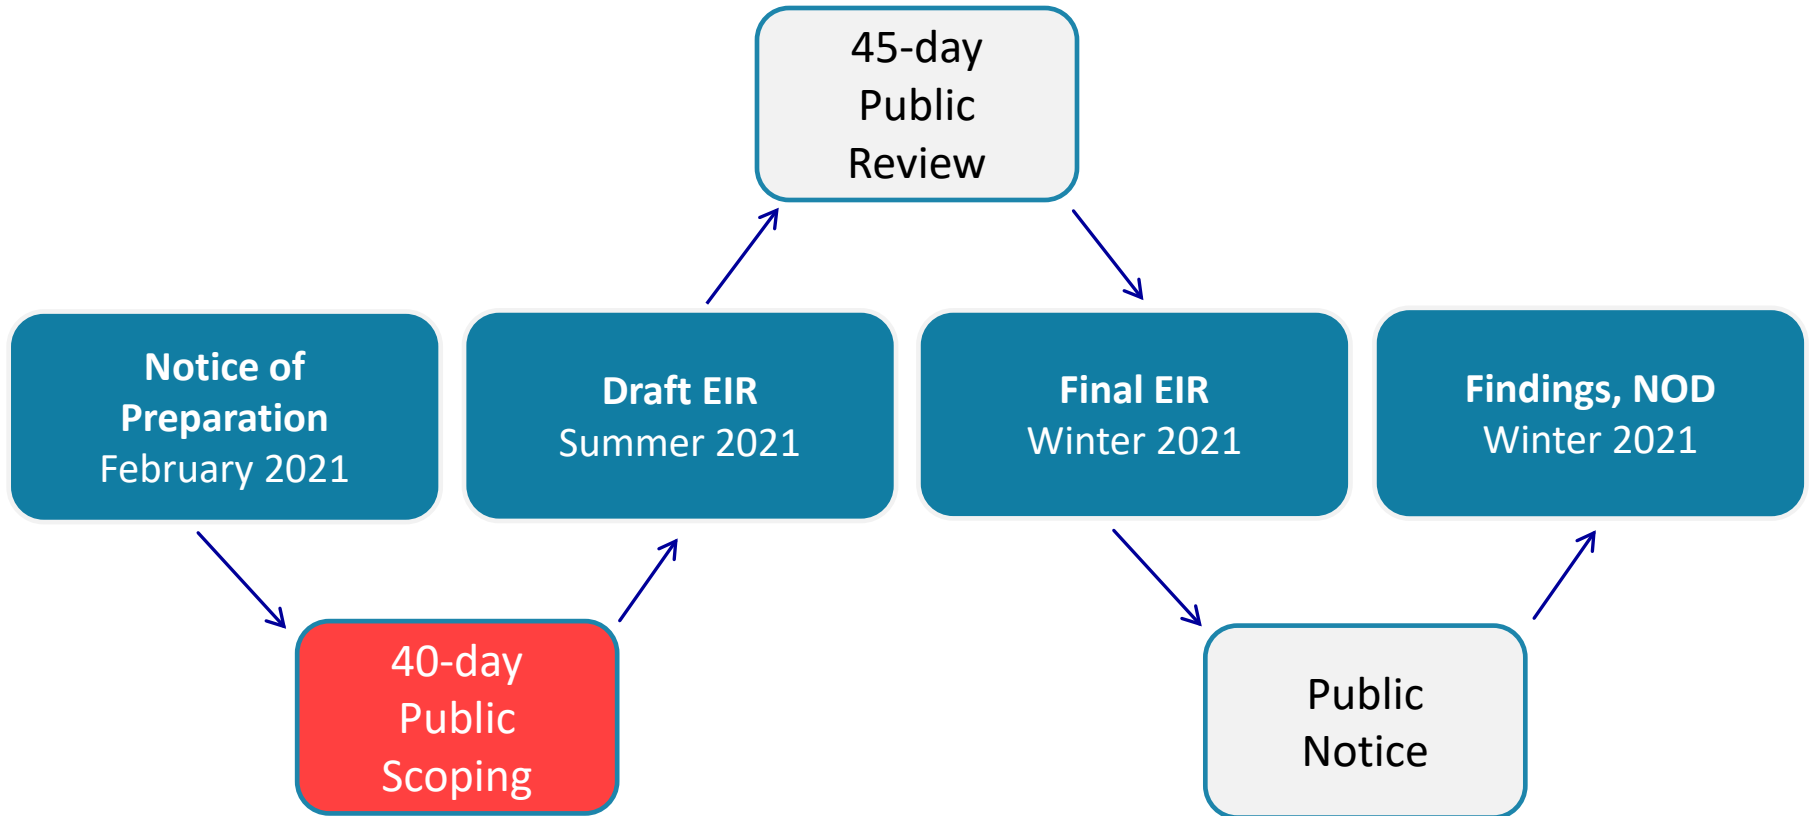 45-day
Public
Review
Notice of
Preparation
February 2021
Draft EIR
Summer 2021
Final EIR
Winter 2021
Findings, NOD
Winter 2021
40-day
Public
Scoping
Public
Notice